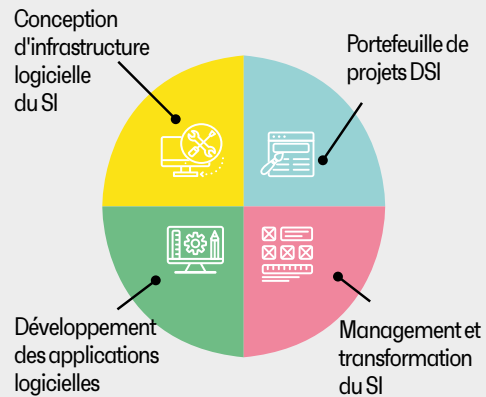 Conception
d'infrastructure
logicielle
du SI
Portefeuille de
projets DSI
Développement
des applications
logicielles
Management et
transformation
du SI